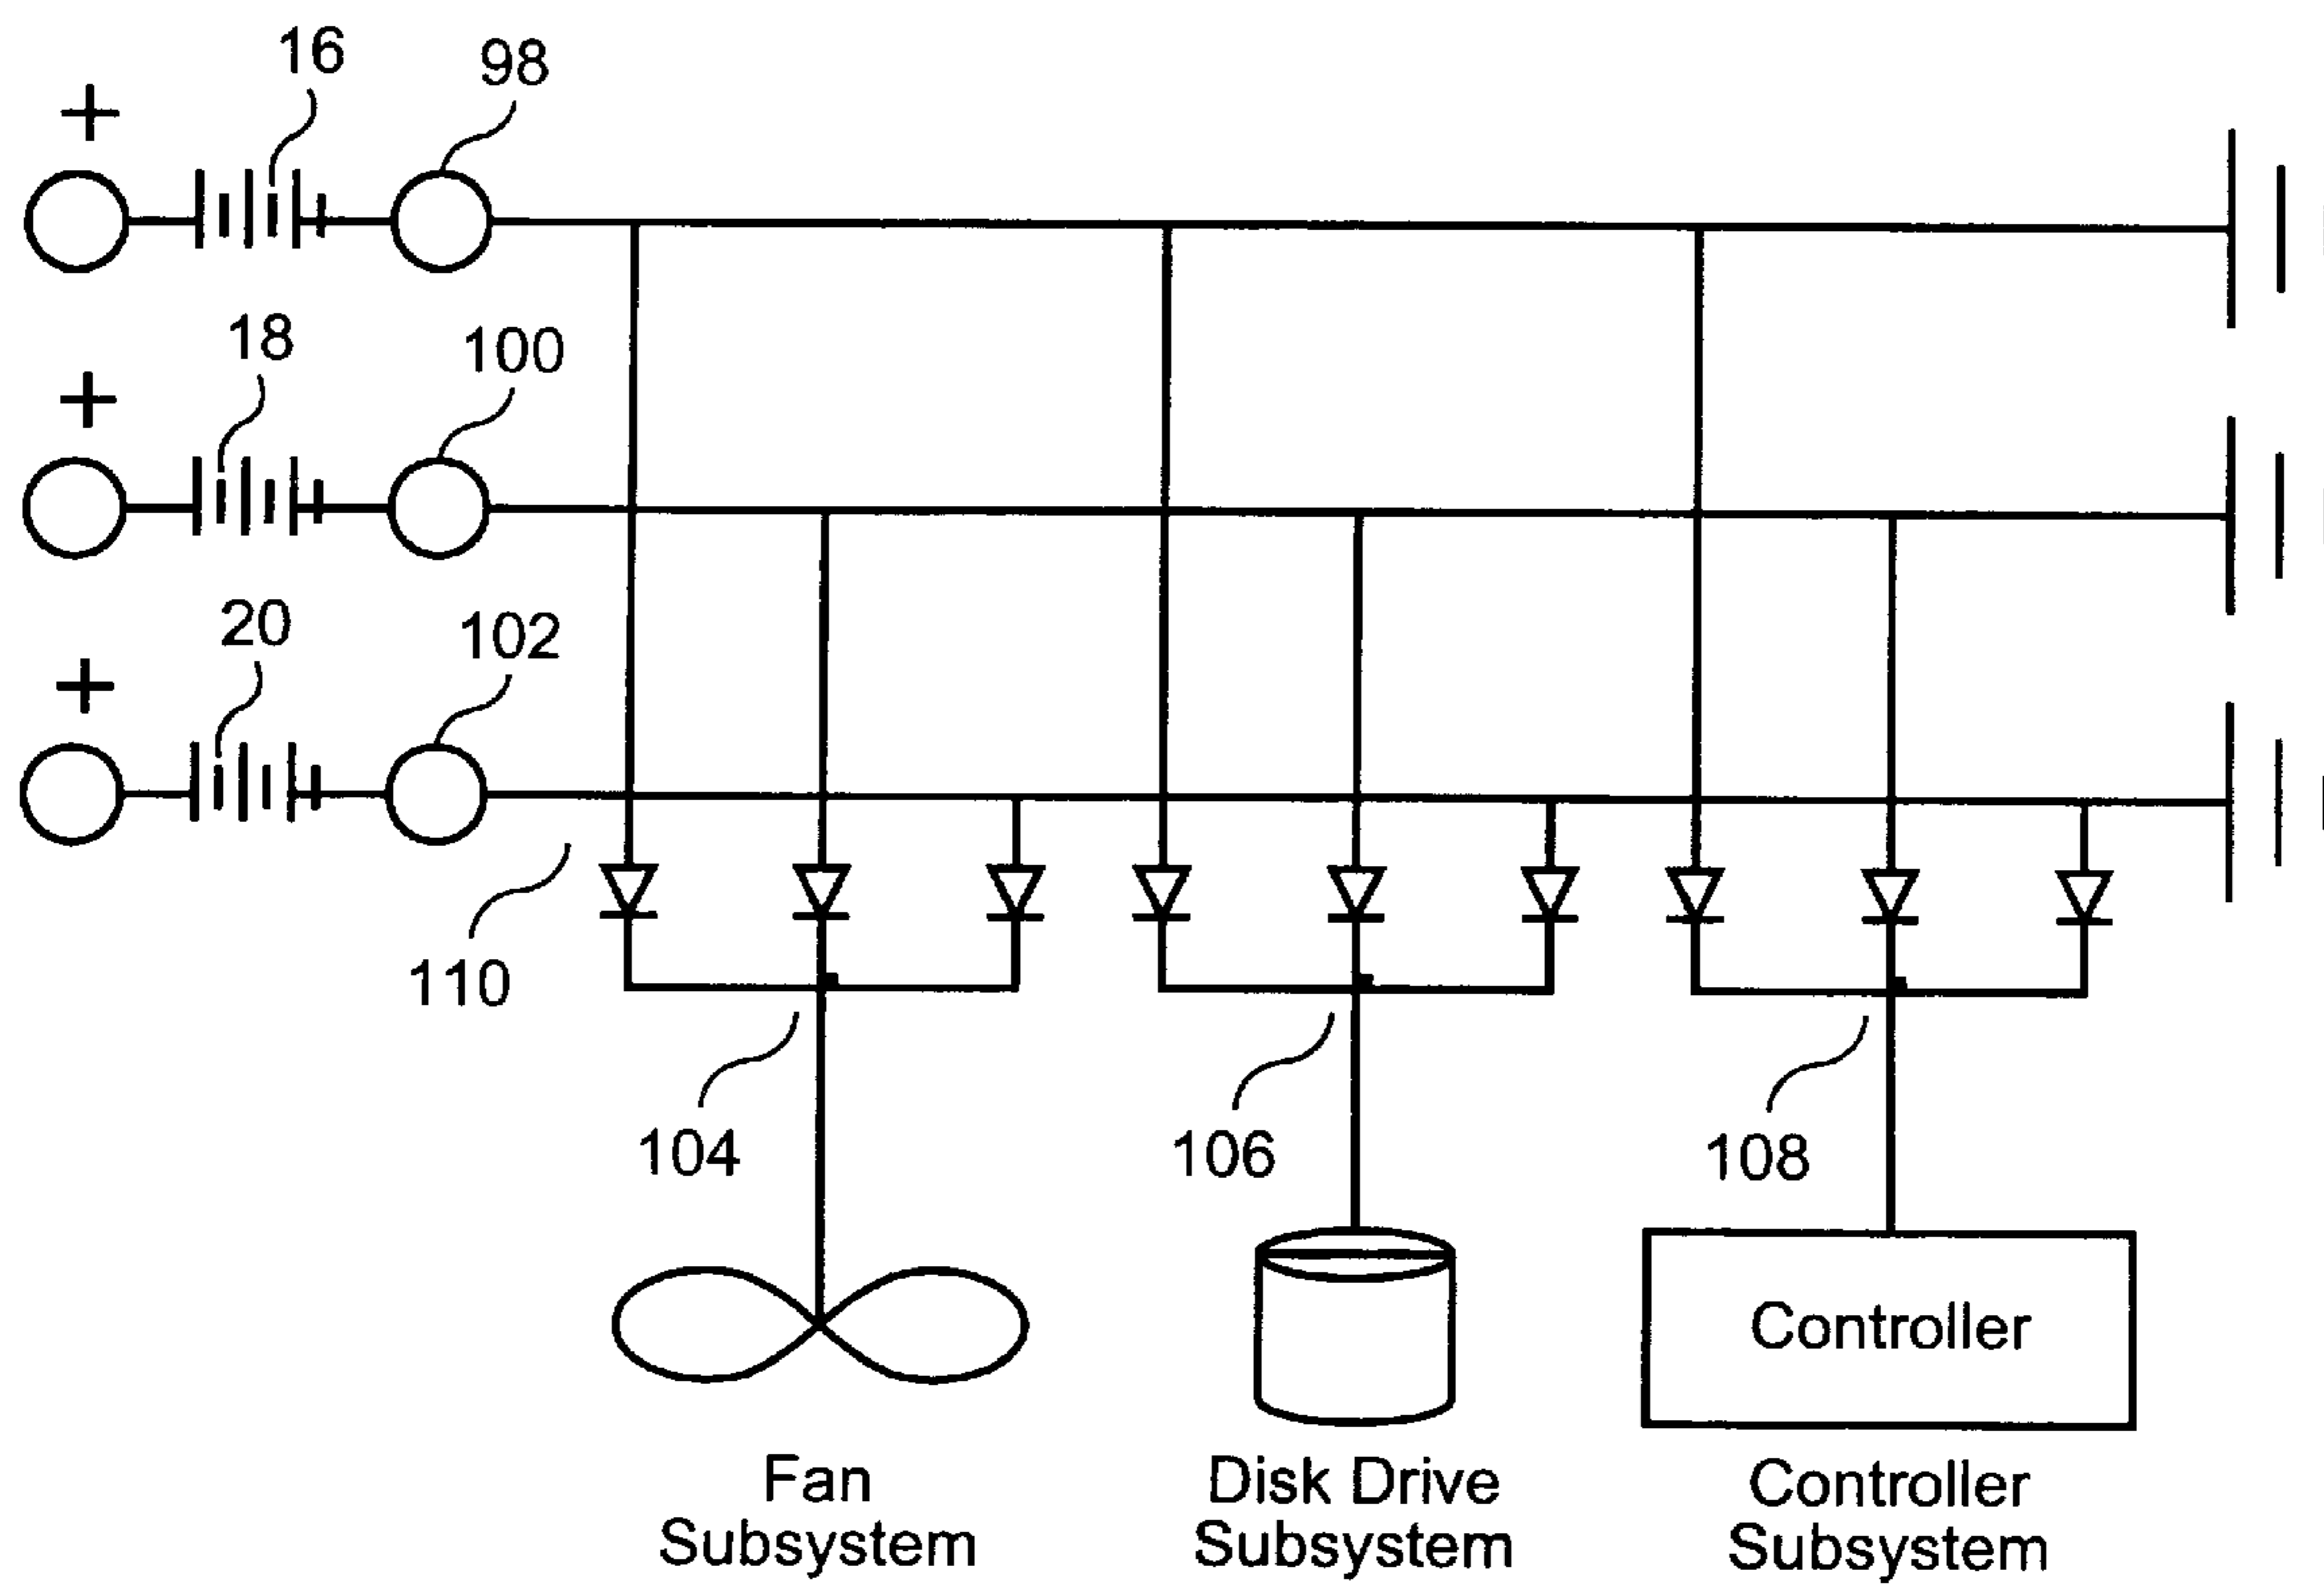 16
98
+
18
100
+
20
102
+
110
104
106
108
Controller
Fan
Subsystem
Disk Drive
Subsystem
Controller
Subsystem